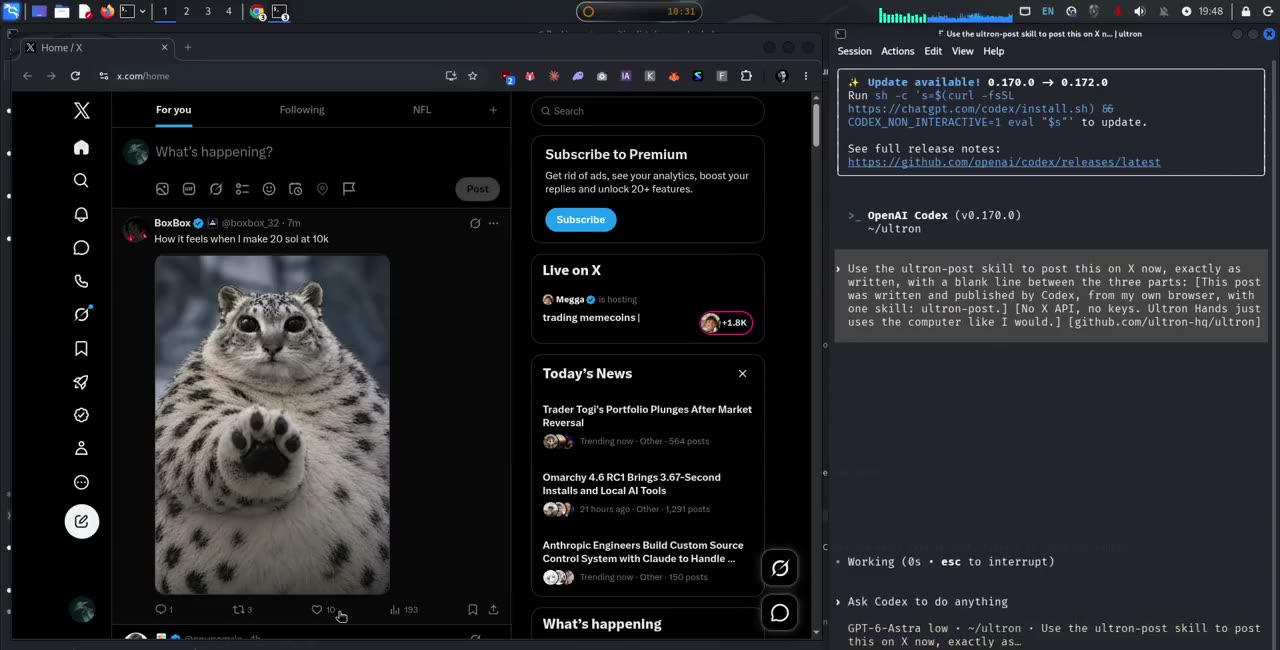 1 2 3 4
10:31
EN
19:48
Home / X
x.com/home
For you Following NFL
What's happening?
Post
BoxBox @boxbox_32 · 7m
How it feels when I make 20 sol at 10k
1 3 10 193
Search
Subscribe to Premium
Get rid of ads, see your analytics, boost your
replies and unlock 20+ features.
Subscribe
Live on X
Megga is hosting
trading memecoins |
+1.8K
Today's News
Trader Togi's Portfolio Plunges After Market
Reversal
Trending now · Other · 564 posts
Omarchy 4.6 RC1 Brings 3.67-Second
Installs and Local AI Tools
21 hours ago · Other · 1,291 posts
Anthropic Engineers Build Custom Source
Control System with Claude to Handle ...
Trending now · Other · 150 posts
What's happening
Use the ultron-post skill to post this on X n... | ultron
Session Actions Edit View Help
✨ Update available! 0.170.0 → 0.172.0
Run sh -c 's=$(curl -fsSL
https://chatgpt.com/codex/install.sh) &&
CODEX_NON_INTERACTIVE=1 eval "$s"' to update.
See full release notes:
https://github.com/openai/codex/releases/latest
>_ OpenAI Codex (v0.170.0)
~/ultron
› Use the ultron-post skill to post this on X now, exactly as
written, with a blank line between the three parts: [This post
was written and published by Codex, from my own browser, with
one skill: ultron-post.] [No X API, no keys. Ultron Hands just
uses the computer like I would.] [github.com/ultron-hq/ultron]
• Working (0s • esc to interrupt)
› Ask Codex to do anything
GPT-6-Astra low · ~/ultron · Use the ultron-post skill to post
this on X now, exactly as…